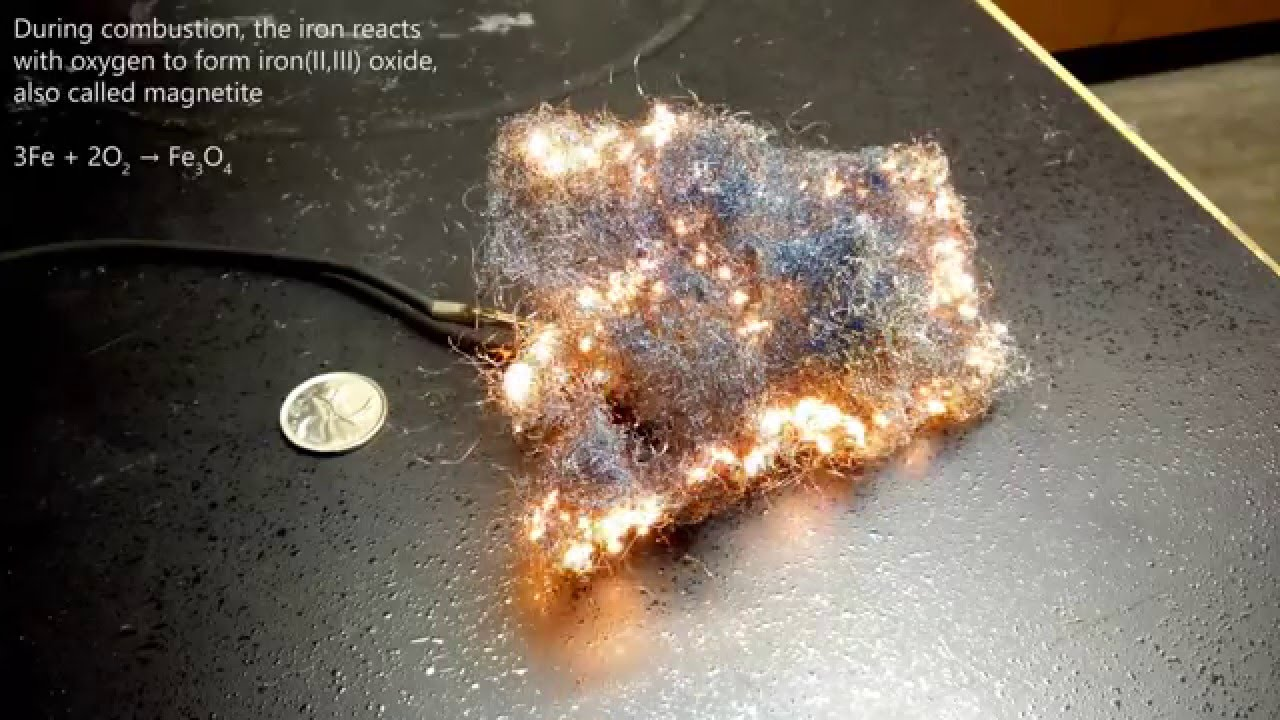 During combustion, the iron reacts
with oxygen to form iron(II,III) oxide,
also called magnetite
3Fe + 2O₂ → Fe₃O₄